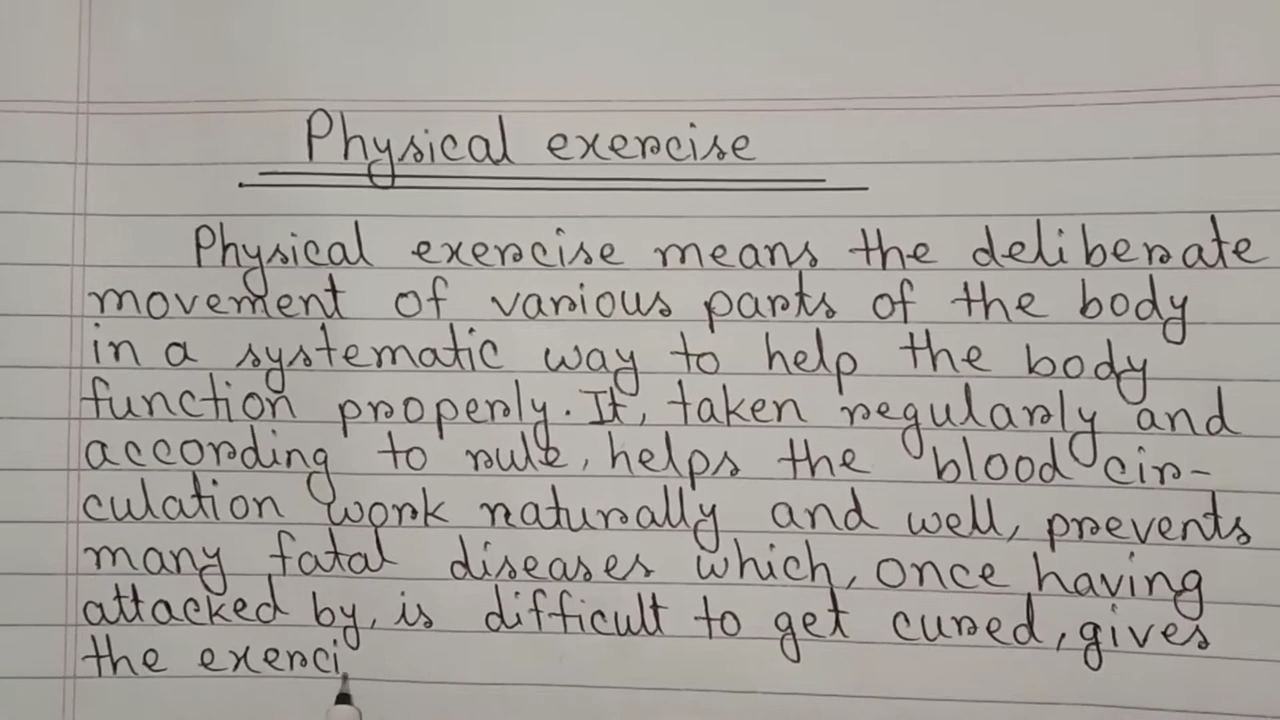 Physical exercise
Physical exercise means the deliberate
movement of various parts of the body
in a systematic way to help the body
function properly. It, taken regularly and
according to rule, helps the blood cir-
culation work naturally and well, prevents
many fatal diseases which, once having
attacked by, is difficult to get cured, gives
the exerci